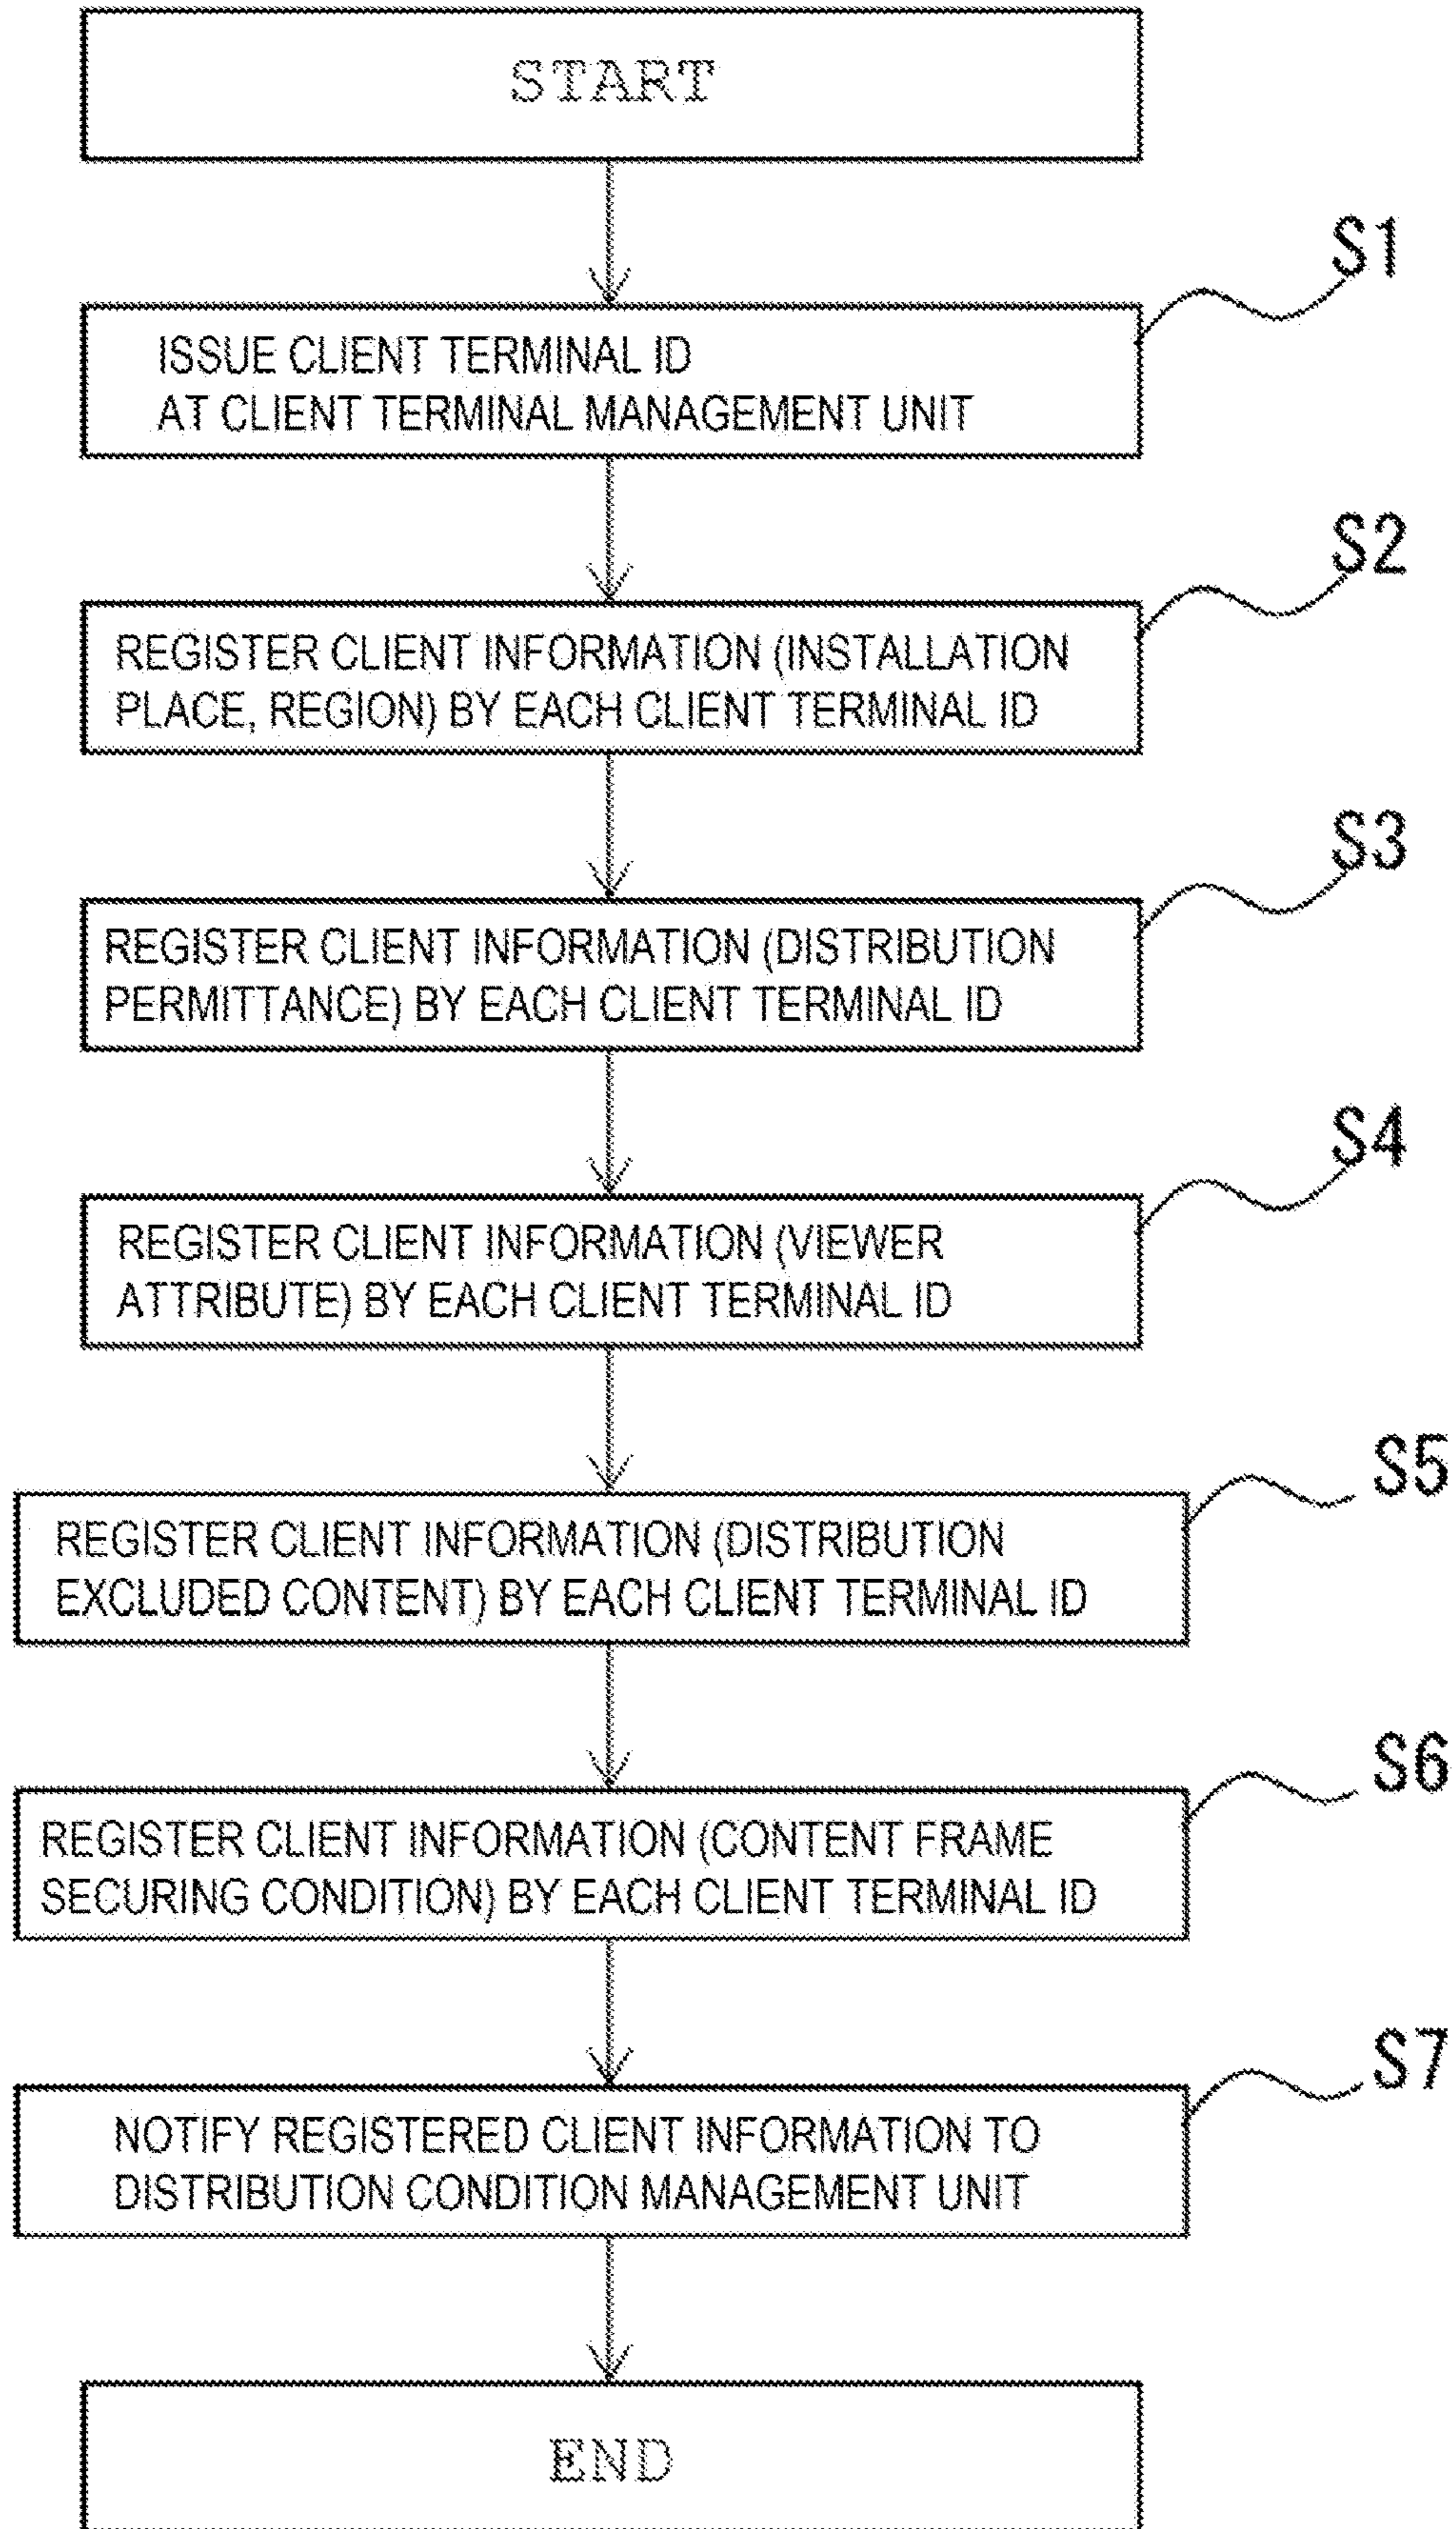 START
S1
ISSUE CLIENT TERMINAL ID
AT CLIENT TERMINAL MANAGEMENT UNIT
S2
REGISTER CLIENT INFORMATION (INSTALLATION
PLACE, REGION) BY EACH CLIENT TERMINAL ID
S3
REGISTER CLIENT INFORMATION (DISTRIBUTION
PERMITTANCE) BY EACH CLIENT TERMINAL ID
S4
REGISTER CLIENT INFORMATION (VIEWER
ATTRIBUTE) BY EACH CLIENT TERMINAL ID
S5
REGISTER CLIENT INFORMATION (DISTRIBUTION
EXCLUDED CONTENT) BY EACH CLIENT TERMINAL ID
S6
REGISTER CLIENT INFORMATION (CONTENT FRAME
SECURING CONDITION) BY EACH CLIENT TERMINAL ID
S7
NOTIFY REGISTERED CLIENT INFORMATION TO
DISTRIBUTION CONDITION MANAGEMENT UNIT
END